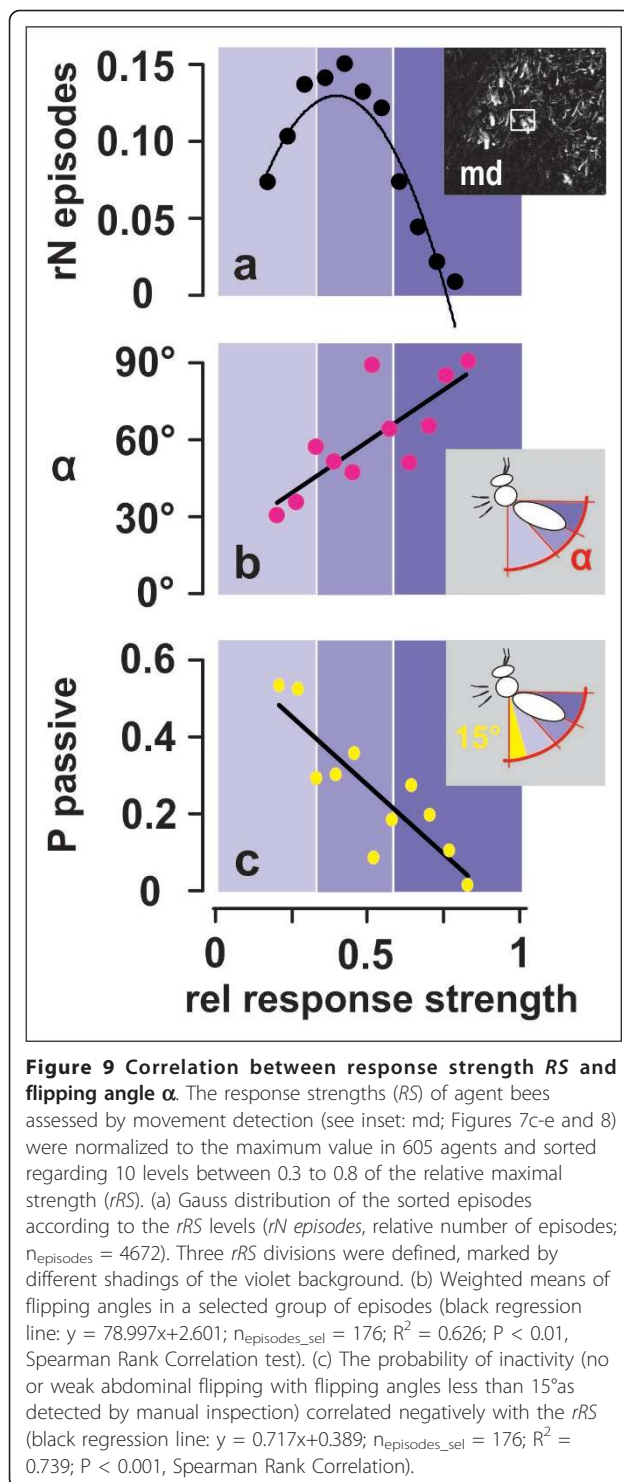 0.15
0.10
0.05
0
rN episodes
a
md
90°
60°
30°
0°
α
b
α
0.6
0.4
0.2
0
P passive
c
15°
0 0.5 1
rel response strength
Figure 9 Correlation between response strength RS and
flipping angle α. The response strengths (RS) of agent bees
assessed by movement detection (see inset: md; Figures 7c-e and 8)
were normalized to the maximum value in 605 agents and sorted
regarding 10 levels between 0.3 to 0.8 of the relative maximal
strength (rRS). (a) Gauss distribution of the sorted episodes
according to the rRS levels (rN episodes, relative number of episodes;
nepisodes = 4672). Three rRS divisions were defined, marked by
different shadings of the violet background. (b) Weighted means of
flipping angles in a selected group of episodes (black regression
line: y = 78.997x+2.601; nepisodes_sel = 176; R² = 0.626; P < 0.01,
Spearman Rank Correlation test). (c) The probability of inactivity (no
or weak abdominal flipping with flipping angles less than 15°as
detected by manual inspection) correlated negatively with the rRS
(black regression line: y = 0.717x+0.389; nepisodes_sel = 176; R² =
0.739; P < 0.001, Spearman Rank Correlation).